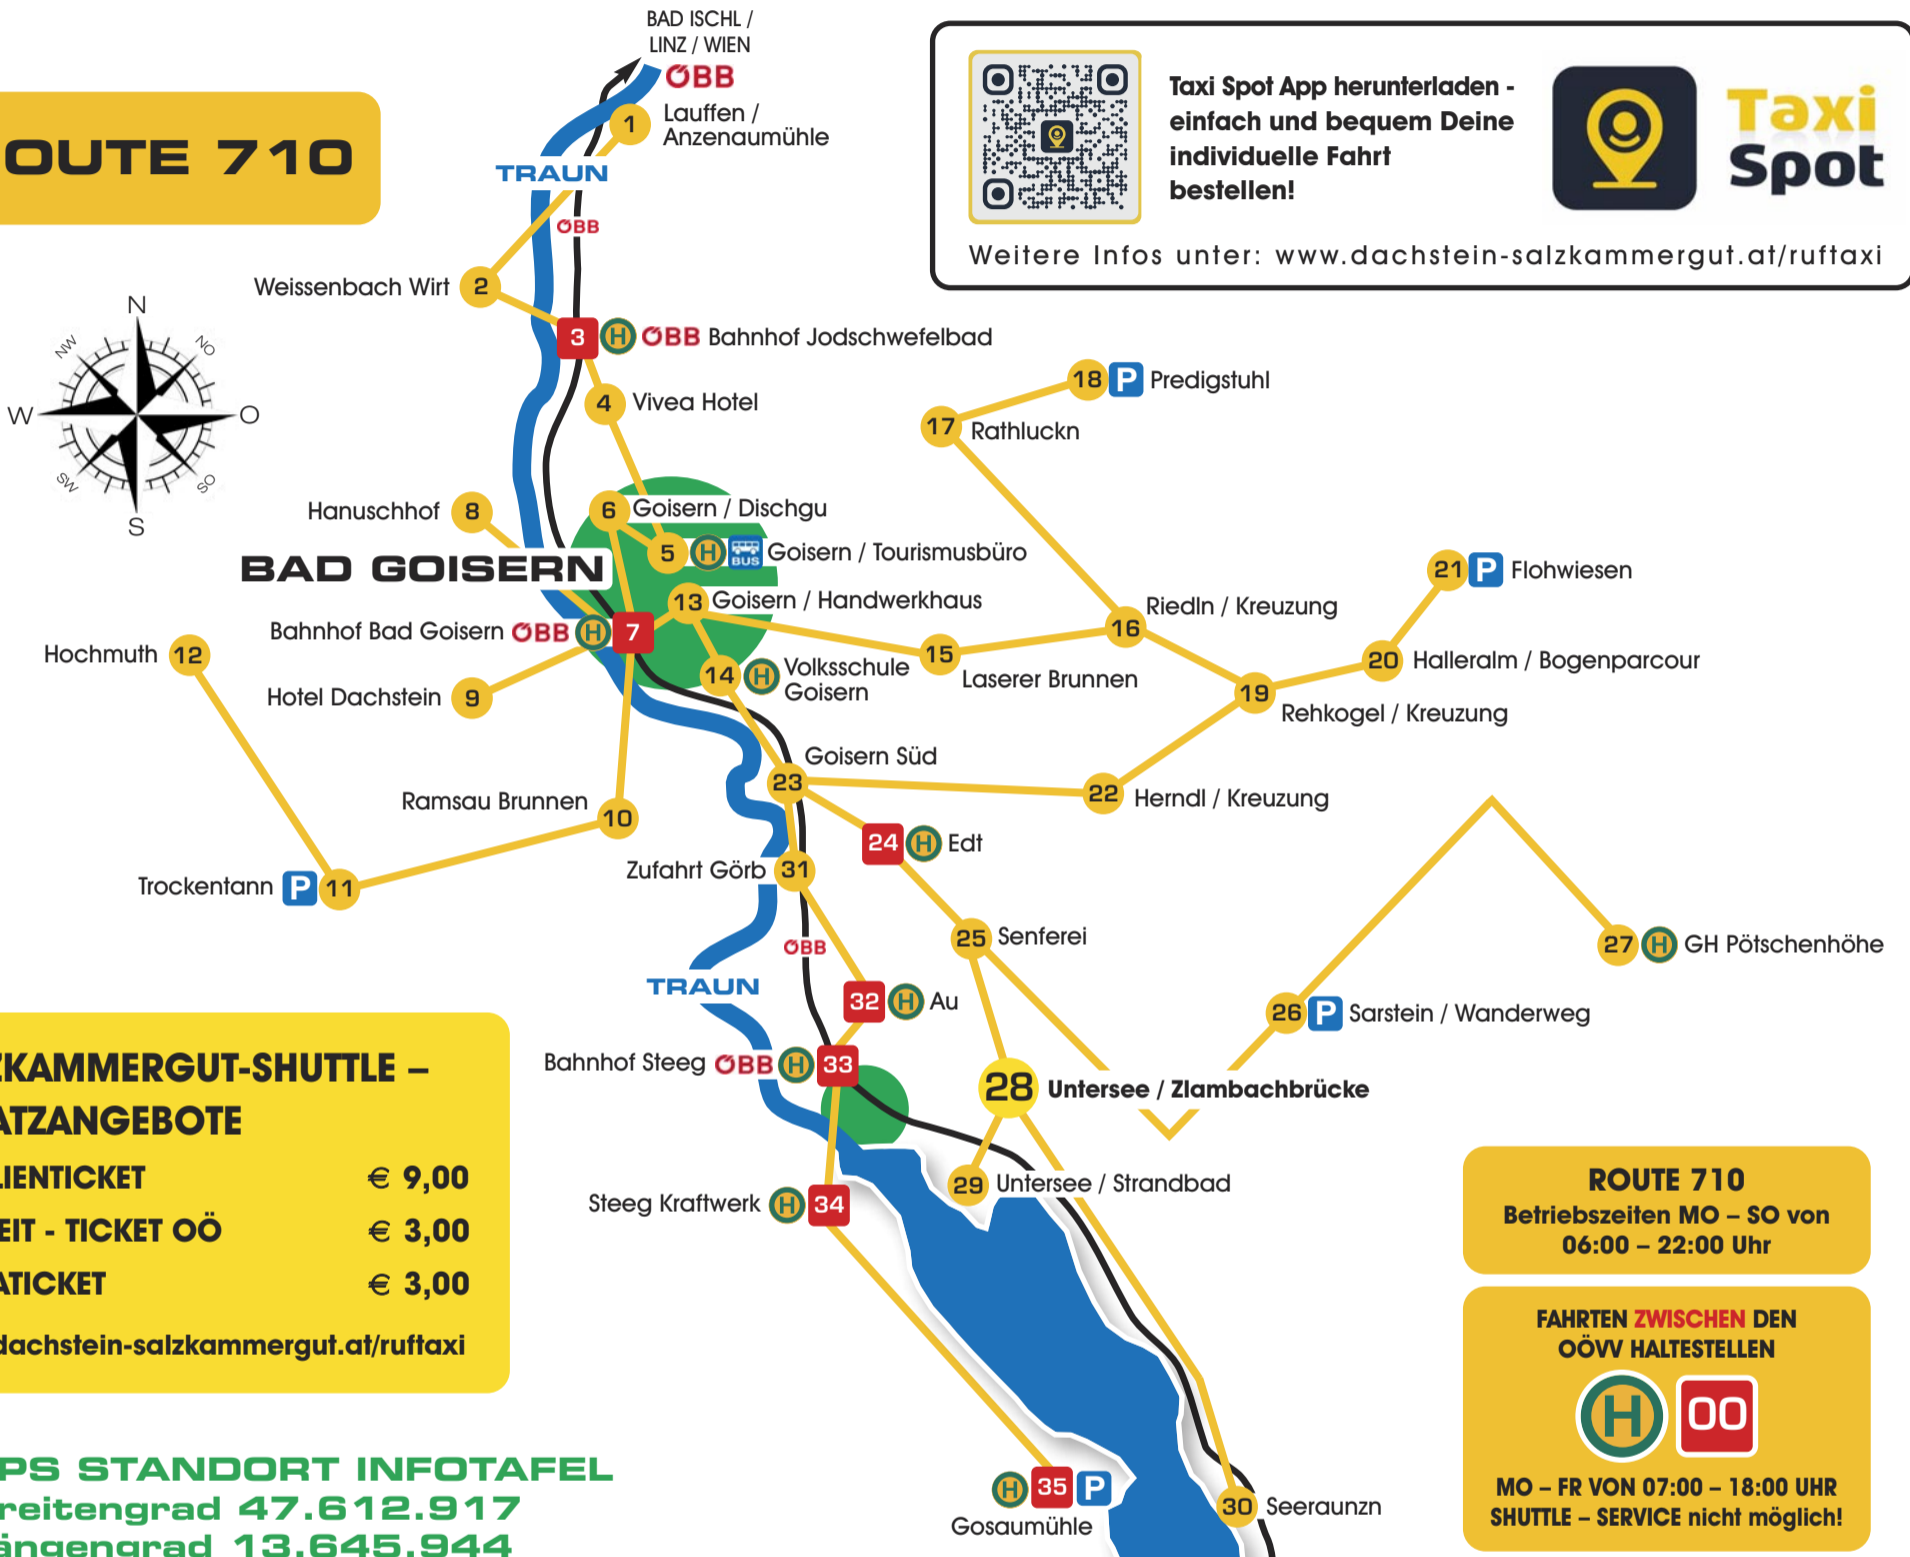 BAD ISCHL /
LINZ / WIEN
ÖBB
1 Lauffen /
Anzenaumühle
OUTE 710
TRAUN
ÖBB
Taxi Spot App herunterladen -
einfach und bequem Deine
individuelle Fahrt
bestellen!
Taxi
Spot
Weitere Infos unter: www.dachstein-salzkammergut.at/ruftaxi
Weissenbach Wirt 2
N
NO
O
SO
S
SW
W
NW
3 H ÖBB Bahnhof Jodschwefelbad
4 Vivea Hotel
18 P Predigstuhl
17 Rathluckn
Hanuschhof 8
6 Goisern / Dischgu
5 H BUS Goisern / Tourismusbüro
BAD GOISERN
21 P Flohwiesen
13 Goisern / Handwerkhaus
Riedln / Kreuzung
16
Bahnhof Bad Goisern ÖBB H 7
Hochmuth 12
15
Laserer Brunnen
20 Halleralm / Bogenparcour
14 H Volksschule
Goisern
Hotel Dachstein 9
19
Rehkogel / Kreuzung
Goisern Süd
23
22 Herndl / Kreuzung
Ramsau Brunnen
10
24 H Edt
Zufahrt Görb 31
Trockentann P 11
25 Senferei
27 H GH Pötschenhöhe
ÖBB
TRAUN
32 H Au
26 P Sarstein / Wanderweg
Bahnhof Steeg ÖBB H 33
28 Untersee / Zlambachbrücke
29 Untersee / Strandbad
Steeg Kraftwerk H 34
ZKAMMERGUT-SHUTTLE –
ATZANGEBOTE
LIENTICKET € 9,00
EIT - TICKET OÖ € 3,00
ATICKET € 3,00
dachstein-salzkammergut.at/ruftaxi
ROUTE 710
Betriebszeiten MO – SO von
06:00 – 22:00 Uhr
FAHRTEN ZWISCHEN DEN
OÖVV HALTESTELLEN
H 00
MO – FR VON 07:00 – 18:00 UHR
SHUTTLE – SERVICE nicht möglich!
H 35 P
Gosaumühle
30 Seeraunzn
PS STANDORT INFOTAFEL
reitengrad 47.612.917
ängengrad 13.645.944